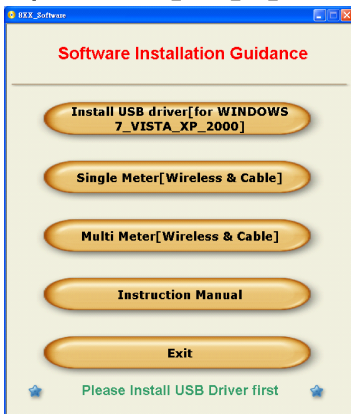 8XX_Software
Software Installation Guidance
Install USB driver[for WINDOWS
7_VISTA_XP_2000]
Single Meter[Wireless & Cable]
Multi Meter[Wireless & Cable]
Instruction Manual
Exit
Please Install USB Driver first